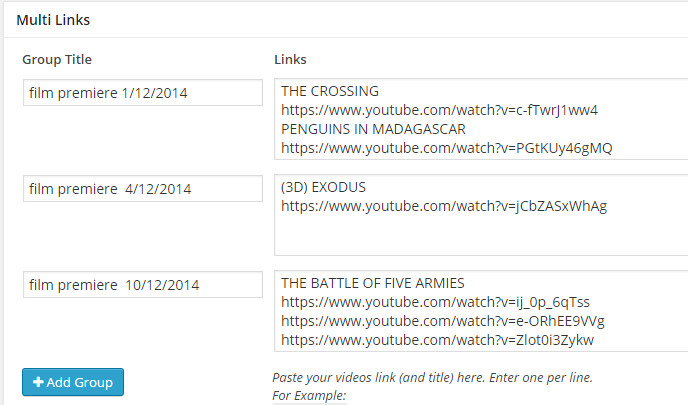 Multi Links
Group Title
Links
film premiere 1/12/2014
THE CROSSING
https://www.youtube.com/watch?v=c-fTwrJ1ww4
PENGUINS IN MADAGASCAR
https://www.youtube.com/watch?v=PGtKUy46gMQ
film premiere  4/12/2014
(3D) EXODUS
https://www.youtube.com/watch?v=jCbZASxWhAg
film premiere  10/12/2014
THE BATTLE OF FIVE ARMIES
https://www.youtube.com/watch?v=ij_0p_6qTss
https://www.youtube.com/watch?v=e-ORhEE9VVg
https://www.youtube.com/watch?v=Zlot0i3Zykw
+ Add Group
Paste your videos link (and title) here. Enter one per line.
For Example: